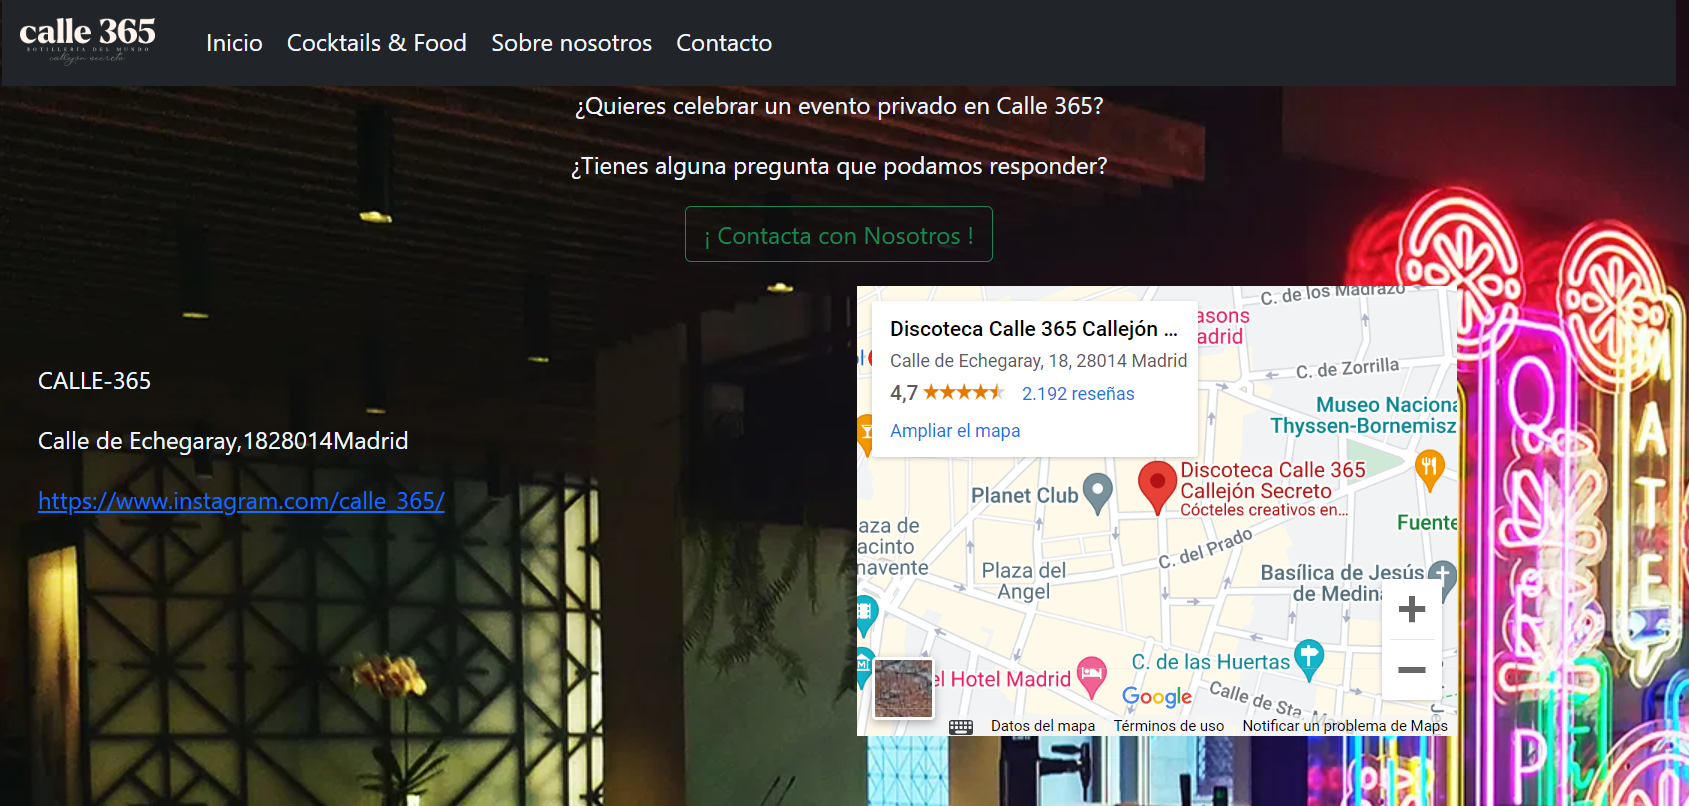 calle 365
BOTILLERÍA DEL MUNDO
callejón secreto
Inicio Cocktails & Food Sobre nosotros Contacto
¿Quieres celebrar un evento privado en Calle 365?
¿Tienes alguna pregunta que podamos responder?
¡ Contacta con Nosotros !
CALLE-365
Calle de Echegaray,1828014Madrid
https://www.instagram.com/calle_365/
Discoteca Calle 365 Callejón ...
Calle de Echegaray, 18, 28014 Madrid
4,7 2.192 reseñas
Ampliar el mapa
C. de los Madrazo
asons
adrid
C. de Zorrilla
Museo Naciona
Thyssen-Bornemisz
Discoteca Calle 365
Callejón Secreto
Cócteles creativos en...
Planet Club
Fuente
aza de
acinto
navente
C. del Prado
Plaza del
Angel
Basílica de Jesús
de Medina
C. de las Huertas
el Hotel Madrid
Google
Calle de Sta. Ma
Je
Datos del mapa Términos de uso Notificar un problema de Maps
MATE